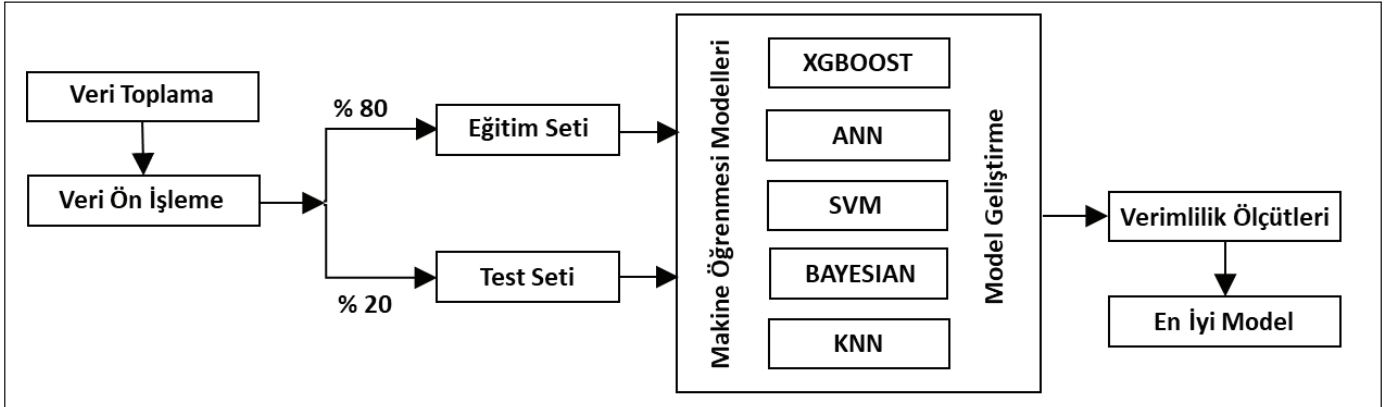 Veri Toplama
Veri Ön İşleme
% 80
% 20
Eğitim Seti
Test Seti
Makine Öğrenmesi Modelleri
XGBOOST
ANN
SVM
BAYESIAN
KNN
Model Geliştirme
Verimlilik Ölçütleri
En İyi Model